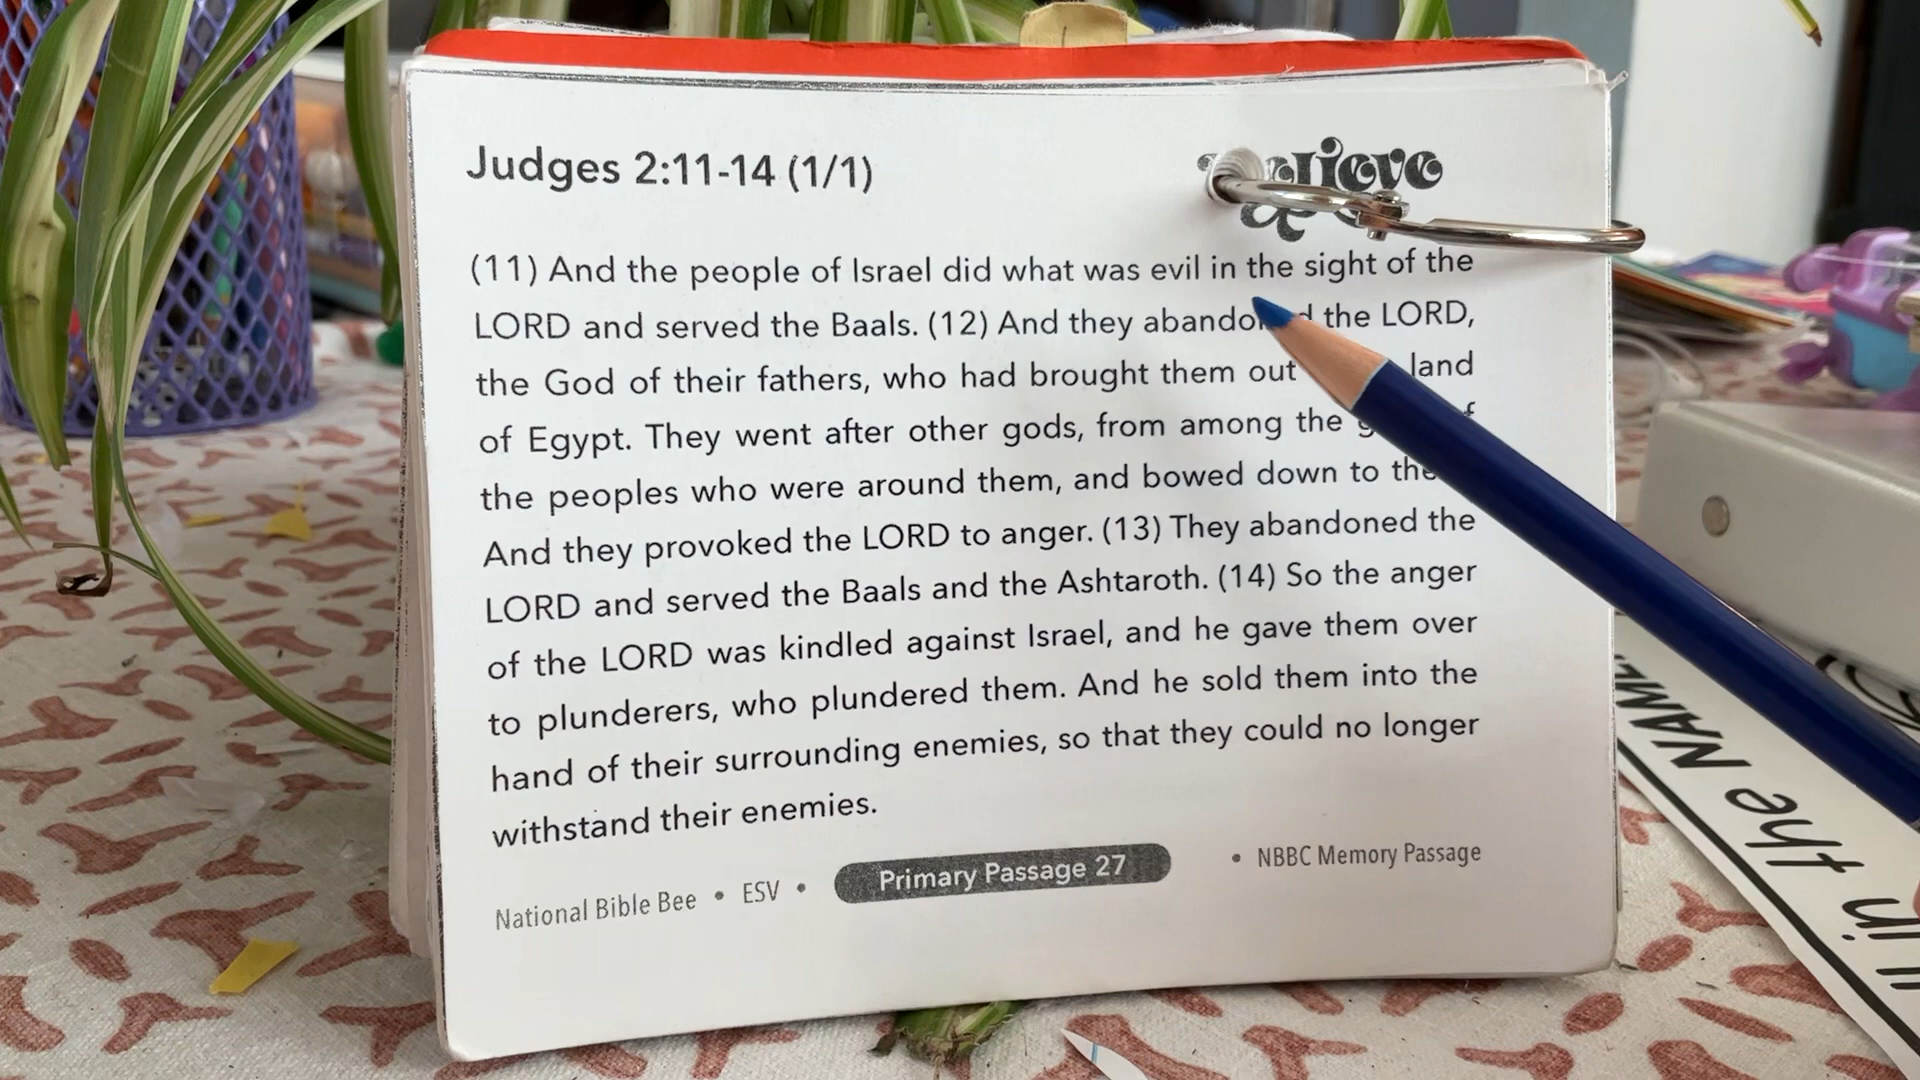 Judges 2:11-14 (1/1)
(11) And the people of Israel did what was evil in the sight of the
LORD and served the Baals. (12) And they the LORD,
the God of their fathers, who had brought them out land
of Egypt. They went after other gods, from among the
the peoples who were around them, and bowed down to
And they provoked the LORD to anger. (13) They abandoned the
LORD and served the Baals and the Ashtaroth. (14) So the anger
of the LORD was kindled against Israel, and he gave them over
to plunderers, who plundered them. And he sold them into the
hand of their surrounding enemies, so that they could no longer
withstand their enemies.
National Bible Bee • ESV • Primary Passage 27 • NBBC Memory Passage
in the NAME